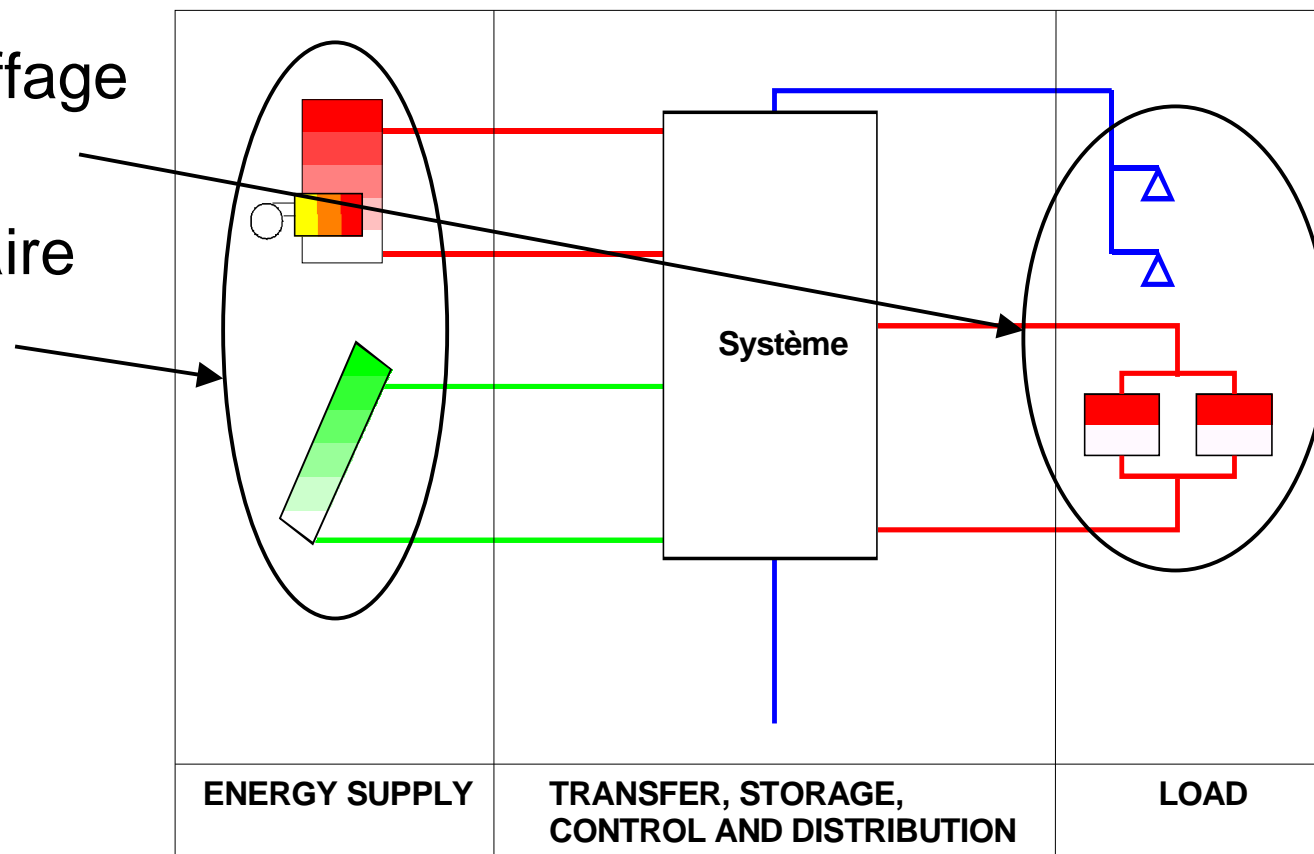 ffage
ire
Système
ENERGY SUPPLY
TRANSFER, STORAGE,
CONTROL AND DISTRIBUTION
LOAD